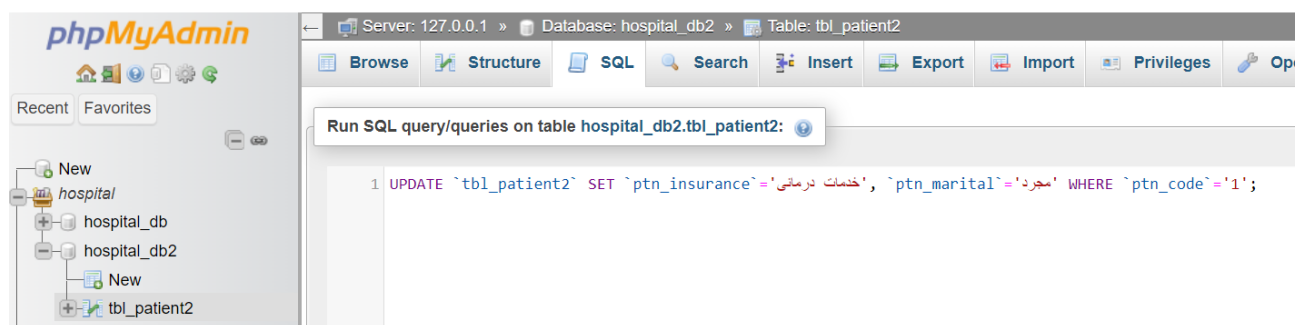 phpMyAdmin
Recent Favorites
New
hospital
hospital_db
hospital_db2
New
tbl_patient2
← Server: 127.0.0.1 » Database: hospital_db2 » Table: tbl_patient2
Browse Structure SQL Search Insert Export Import Privileges Ope
Run SQL query/queries on table hospital_db2.tbl_patient2:
1 UPDATE `tbl_patient2` SET `ptn_insurance`='خدمات درمانی', `ptn_marital`='مجرد' WHERE `ptn_code`='1';